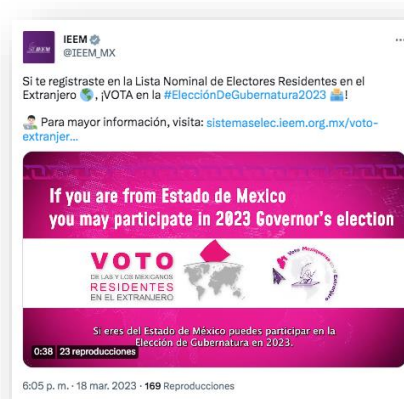 IEEM
@IEEM_MX
Si te registraste en la Lista Nominal de Electores Residentes en el
Extranjero 🌎, ¡VOTA en la #ElecciónDeGubernatura2023 🗳️!
👨🏻‍💻 Para mayor información, visita: sistemaselec.ieem.org.mx/voto-
extranjer...
If you are from Estado de Mexico
you may participate in 2023 Governor's election
VOTO
DE LAS Y LOS MEXICANOS
RESIDENTES
EN EL EXTRANJERO
Si eres del Estado de México puedes participar en la
Elección de Gubernatura en 2023.
0:38 23 reproducciones
6:05 p. m. · 18 mar. 2023 · 169 Reproducciones